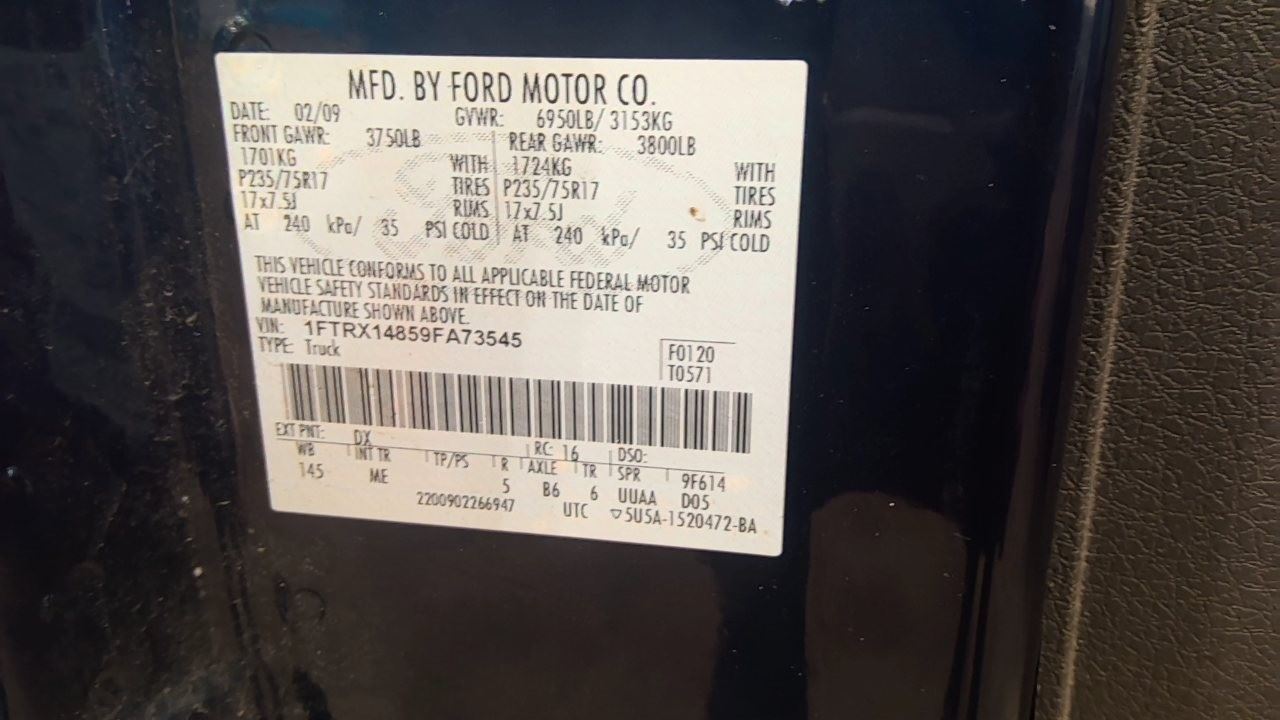 MFD. BY FORD MOTOR CO.
DATE: 02/09 GVWR: 6950LB/ 3153KG
FRONT GAWR: 3750LB REAR GAWR: 3800LB
1701KG WITH 1724KG WITH
P235/75R17 TIRES P235/75R17 TIRES
17x7.5J RIMS 17x7.5J RIMS
AT 240 kPa/ 35 PSI COLD AT 240 kPa/ 35 PSI COLD
THIS VEHICLE CONFORMS TO ALL APPLICABLE FEDERAL MOTOR
VEHICLE SAFETY STANDARDS IN EFFECT ON THE DATE OF
MANUFACTURE SHOWN ABOVE.
VIN: 1FTRX14859FA73545
TYPE: Truck
F0120
T0571
EXT PNT: DX RC: 16 DSO:
WB INT TR TP/PS R AXLE TR SPR 9F614
145 ME 5 B6 6 UUAA D05
2200902266947 UTC ▽5U5A-1520472-BA